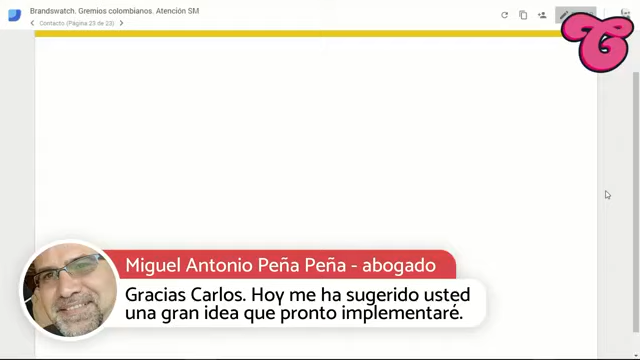 Brandswatch. Gremios colombianos. Atención SM
Contacto (Página 23 de 23)
Miguel Antonio Peña Peña - abogado
Gracias Carlos. Hoy me ha sugerido usted
una gran idea que pronto implementaré.